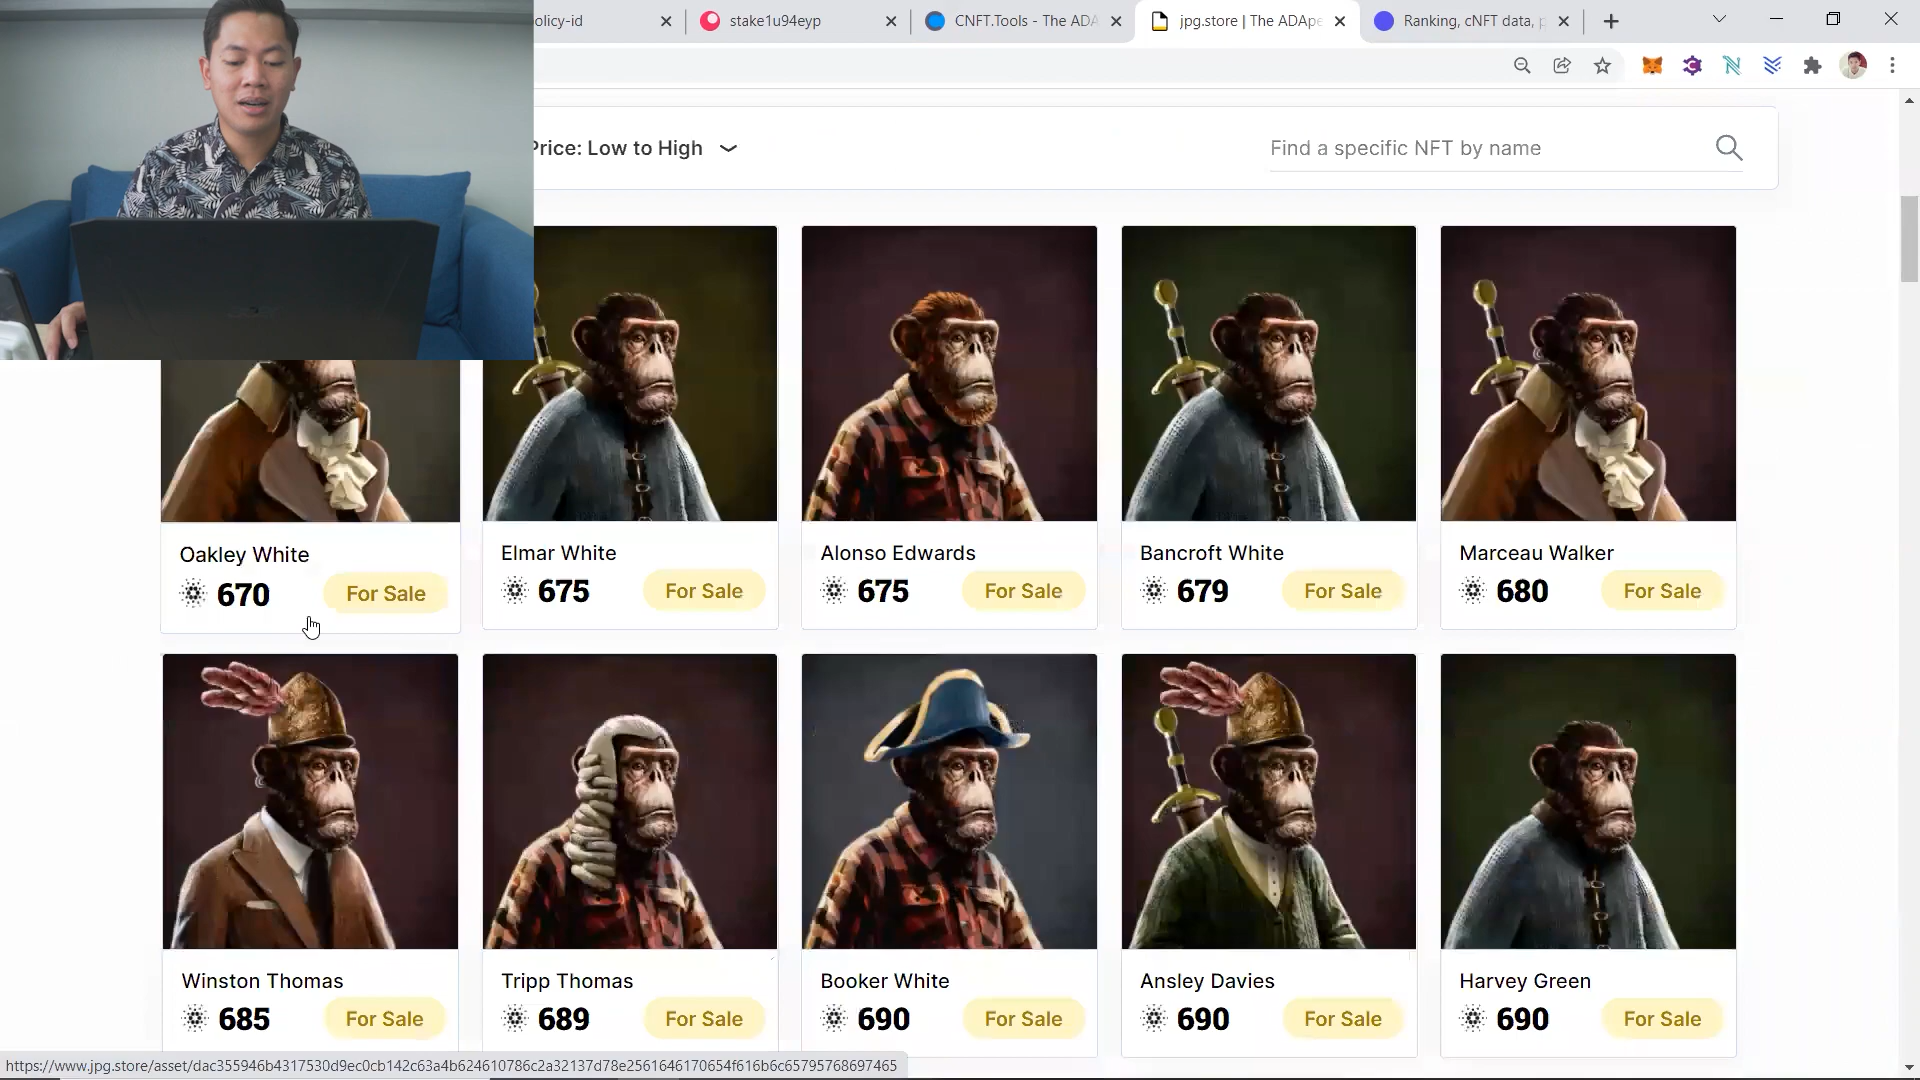 olicy-id
stake1u94eyp
CNFT.Tools - The ADA
jpg.store | The ADApe
Ranking, cNFT data, p
Price: Low to High
Find a specific NFT by name
Oakley White
670
For Sale
Elmar White
675
For Sale
Alonso Edwards
675
For Sale
Bancroft White
679
For Sale
Marceau Walker
680
For Sale
Winston Thomas
685
For Sale
Tripp Thomas
689
For Sale
Booker White
690
For Sale
Ansley Davies
690
For Sale
Harvey Green
690
For Sale
https://www.jpg.store/asset/dac355946b4317530d9ec0cb142c63a4b624610786c2a32137d78e2561646170654f616b6c65795768697465